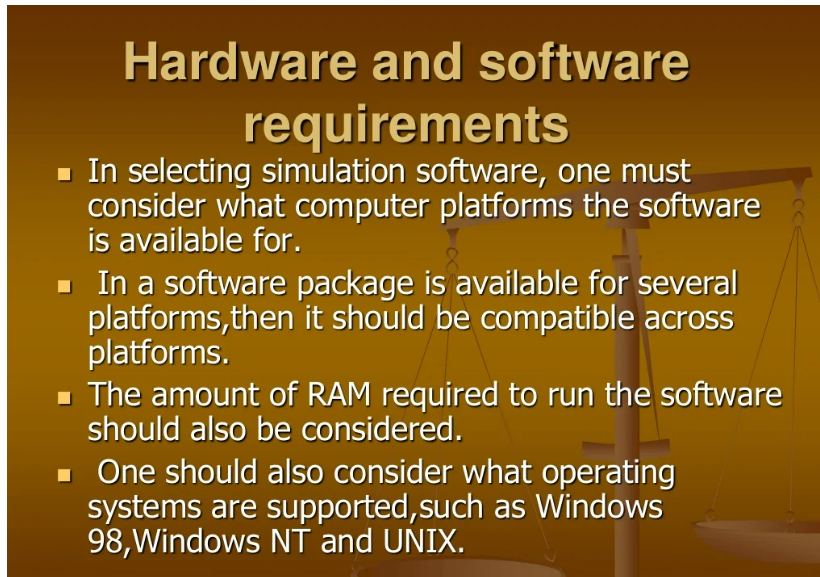 Hardware and software
requirements
In selecting simulation software, one must
consider what computer platforms the software
is available for.
In a software package is available for several
platforms,then it should be compatible across
platforms.
The amount of RAM required to run the software
should also be considered.
One should also consider what operating
systems are supported,such as Windows
98,Windows NT and UNIX.